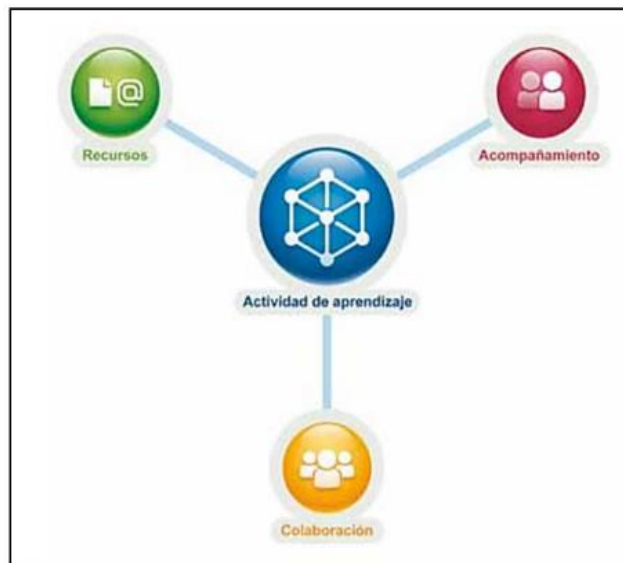 @
Recursos
Acompañamiento
Actividad de aprendizaje
Colaboración